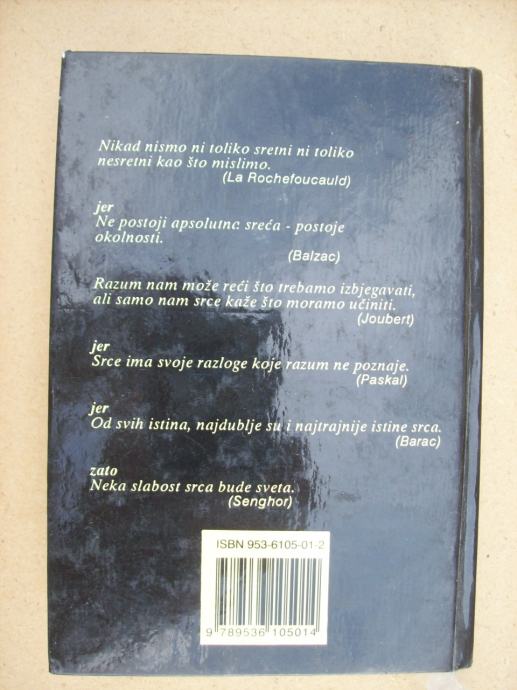 Nikad nismo ni toliko sretni ni toliko
nesretni kao što mislimo.
(La Rochefoucauld)
jer
Ne postoji apsolutna sreća - postoje
okolnosti.
(Balzac)
Razum nam može reći što trebamo izbjegavati,
ali samo nam srce kaže što moramo učiniti.
(Joubert)
jer
Srce ima svoje razloge koje razum ne poznaje.
(Paskal)
jer
Od svih istina, najdublje su i najtrajnije istine srca.
(Barac)
zato
Neka slabost srca bude sveta.
(Senghor)
ISBN 953-6105-01-2
9 789536 105014